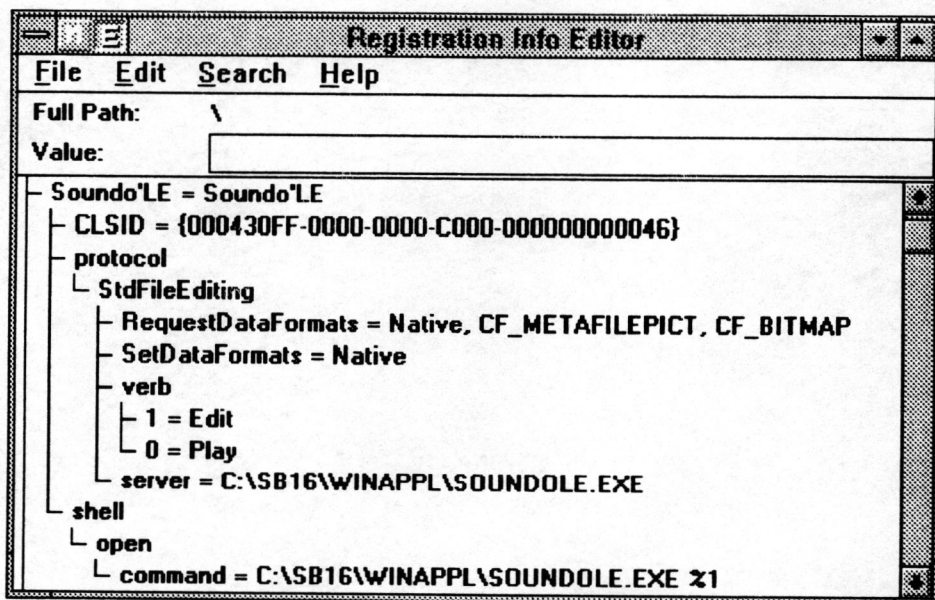 Registration Info Editor
File Edit Search Help
Full Path: \
Value:
Soundo'LE = Soundo'LE
CLSID = {000430FF-0000-0000-C000-000000000046}
protocol
StdFileEditing
RequestDataFormats = Native, CF_METAFILEPICT, CF_BITMAP
SetDataFormats = Native
verb
1 = Edit
0 = Play
server = C:\SB16\WINAPPL\SOUNDOLE.EXE
shell
open
command = C:\SB16\WINAPPL\SOUNDOLE.EXE %1